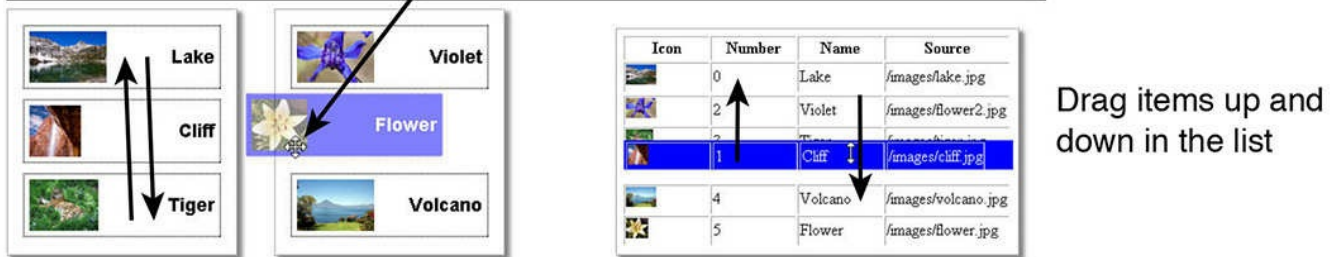 Lake
Cliff
Tiger
Violet
Flower
Volcano
Icon Number Name Source
0 Lake /images/lake.jpg
2 Violet /images/flower2.jpg
1 Cliff /images/cliff.jpg
4 Volcano /images/volcano.jpg
5 Flower /images/flower.jpg
Drag items up and
down in the list